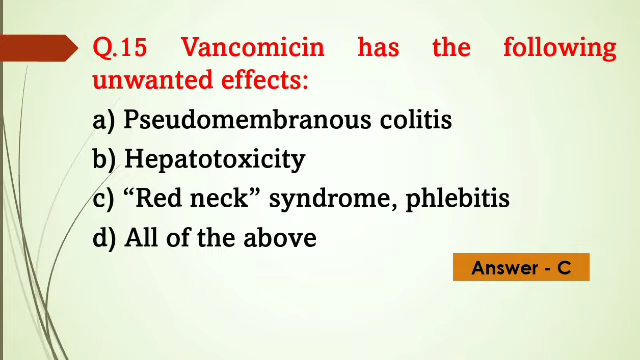 Q.15 Vancomicin has the following
unwanted effects:
a) Pseudomembranous colitis
b) Hepatotoxicity
c) “Red neck” syndrome, phlebitis
d) All of the above
Answer - C